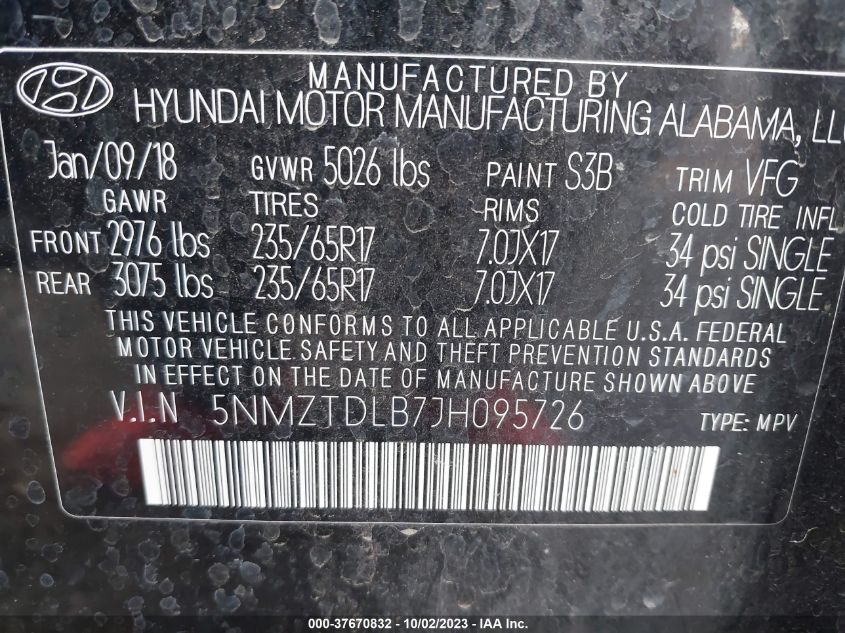 MANUFACTURED BY
HYUNDAI MOTOR MANUFACTURING ALABAMA, LLC
Jan/09/18 GVWR 5026 lbs PAINT S3B TRIM VFG
GAWR TIRES RIMS COLD TIRE INFL
FRONT 2976 lbs 235/65R17 7.0JX17 34 psi SINGLE
REAR 3075 lbs 235/65R17 7.0JX17 34 psi SINGLE
THIS VEHICLE CONFORMS TO ALL APPLICABLE U.S.A. FEDERAL
MOTOR VEHICLE SAFETY AND THEFT PREVENTION STANDARDS
IN EFFECT ON THE DATE OF MANUFACTURE SHOWN ABOVE
V.I.N 5NMZTDLB7JH095726 TYPE: MPV
000-37670832 - 10/02/2023 - IAA Inc.